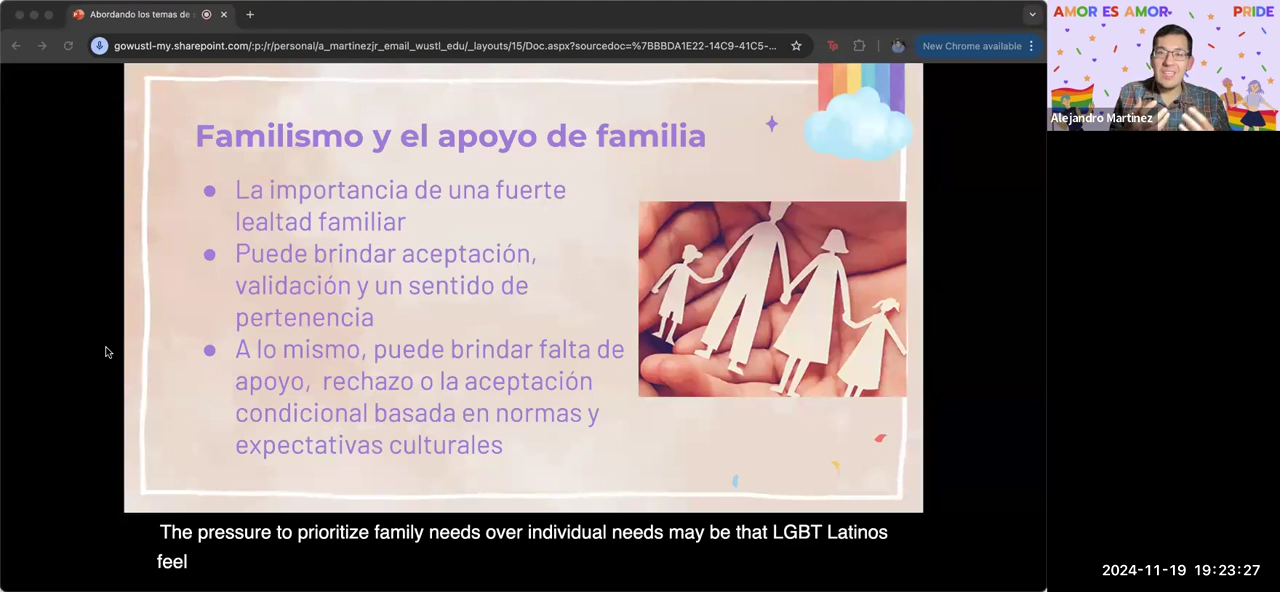 Abordando los temas de s
gowustl-my.sharepoint.com/:p:/r/personal/a_martinezjr_email_wustl_edu/_layouts/15/Doc.aspx?sourcedoc=%7BBBDA1E22-14C9-41C5-...
New Chrome available
AMOR ES AMOR
PRIDE
Alejandro Martinez
Familismo y el apoyo de familia
La importancia de una fuerte
lealtad familiar
Puede brindar aceptación,
validación y un sentido de
pertenencia
A lo mismo, puede brindar falta de
apoyo, rechazo o la aceptación
condicional basada en normas y
expectativas culturales
The pressure to prioritize family needs over individual needs may be that LGBT Latinos
feel
2024-11-19 19:23:27